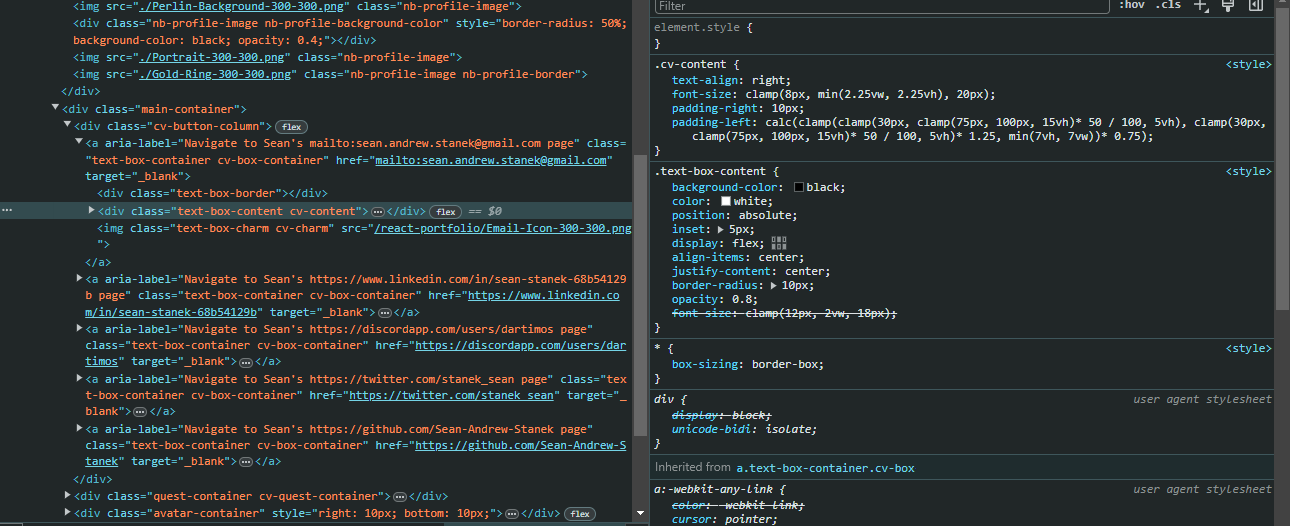 <img src="./Perlin-Background-300-300.png" class="nb-profile-image">
<div class="nb-profile-image nb-profile-background-color" style="border-radius: 50%;
background-color: black; opacity: 0.4;"></div>
<img src="./Portrait-300-300.png" class="nb-profile-image">
<img src="./Gold-Ring-300-300.png" class="nb-profile-image nb-profile-border">
</div>
<div class="main-container">
<div class="cv-button-column"> flex
<a aria-label="Navigate to Sean's mailto:sean.andrew.stanek@gmail.com page" class=
"text-box-container cv-box-container" href="mailto:sean.andrew.stanek@gmail.com"
target="_blank">
<div class="text-box-border"></div>
<div class="text-box-content cv-content"> ⋯ </div> flex == $0
<img class="text-box-charm cv-charm" src="/react-portfolio/Email-Icon-300-300.png
">
</a>
<a aria-label="Navigate to Sean's https://www.linkedin.com/in/sean-stanek-68b54129
b page" class="text-box-container cv-box-container" href="https://www.linkedin.co
m/in/sean-stanek-68b54129b" target="_blank"> ⋯ </a>
<a aria-label="Navigate to Sean's https://discordapp.com/users/dartimos page"
class="text-box-container cv-box-container" href="https://discordapp.com/users/dar
timos" target="_blank"> ⋯ </a>
<a aria-label="Navigate to Sean's https://twitter.com/stanek_sean page" class="tex
t-box-container cv-box-container" href="https://twitter.com/stanek_sean" target="_
blank"> ⋯ </a>
<a aria-label="Navigate to Sean's https://github.com/Sean-Andrew-Stanek page"
class="text-box-container cv-box-container" href="https://github.com/Sean-Andrew-S
tanek" target="_blank"> ⋯ </a>
</div>
<div class="quest-container cv-quest-container"> ⋯ </div>
<div class="avatar-container" style="right: 10px; bottom: 10px;"> ⋯ </div> flex
Filter :hov .cls
element.style {
}
.cv-content { <style>
text-align: right;
font-size: clamp(8px, min(2.25vw, 2.25vh), 20px);
padding-right: 10px;
padding-left: calc(clamp(clamp(30px, clamp(75px, 100px, 15vh)* 50 / 100, 5vh), clamp(30px,
clamp(75px, 100px, 15vh)* 50 / 100, 5vh)* 1.25, min(7vh, 7vw))* 0.75);
}
.text-box-content { <style>
background-color: black;
color: white;
position: absolute;
inset: 5px;
display: flex;
align-items: center;
justify-content: center;
border-radius: 10px;
opacity: 0.8;
font-size: clamp(12px, 2vw, 18px);
}
* { <style>
box-sizing: border-box;
}
div { user agent stylesheet
display: block;
unicode-bidi: isolate;
}
Inherited from a.text-box-container.cv-box
a:-webkit-any-link { user agent stylesheet
color: -webkit-link;
cursor: pointer;